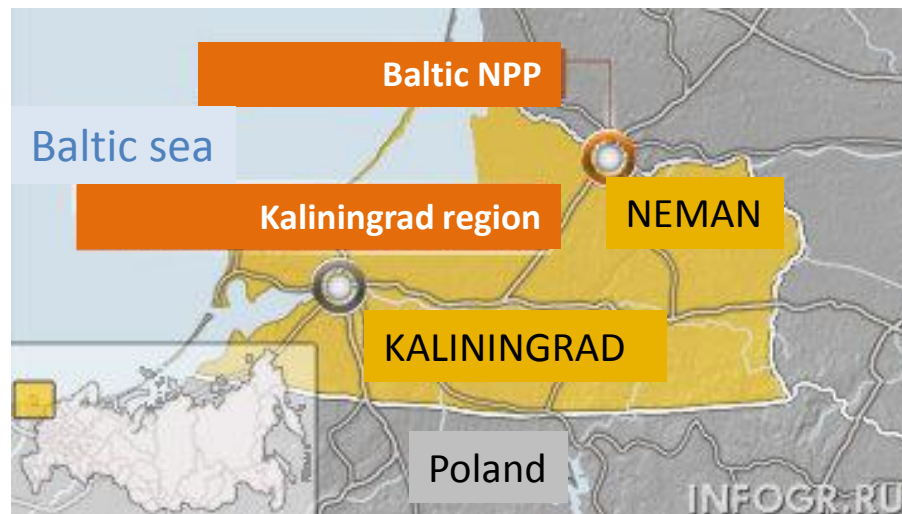 Baltic NPP
Baltic sea
Kaliningrad region
NEMAN
KALININGRAD
Poland
INFOGR.RU